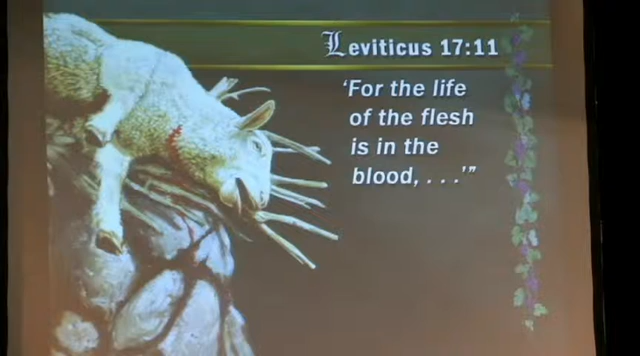 Leviticus 17:11
‘For the life
of the flesh
is in the
blood, . . .’”